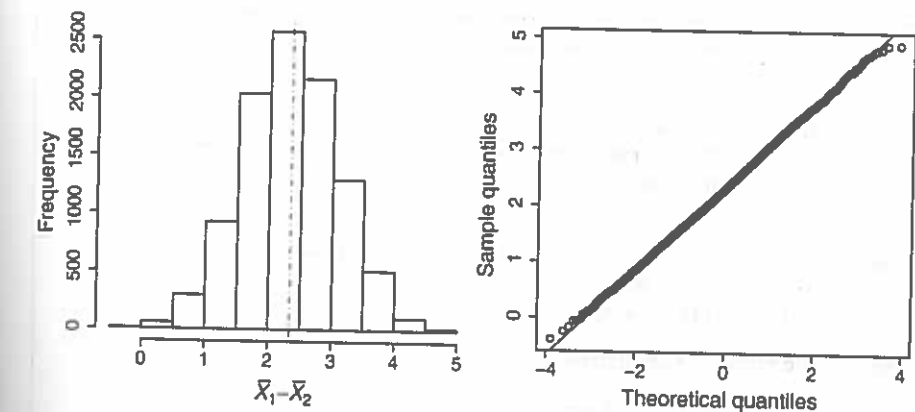 Frequency
2500
2000
1500
1000
500
0
0 1 2 3 4 5
X̄₁–X̄₂
Sample quantiles
5
4
3
2
1
0
–4 –2 0 2 4
Theoretical quantiles